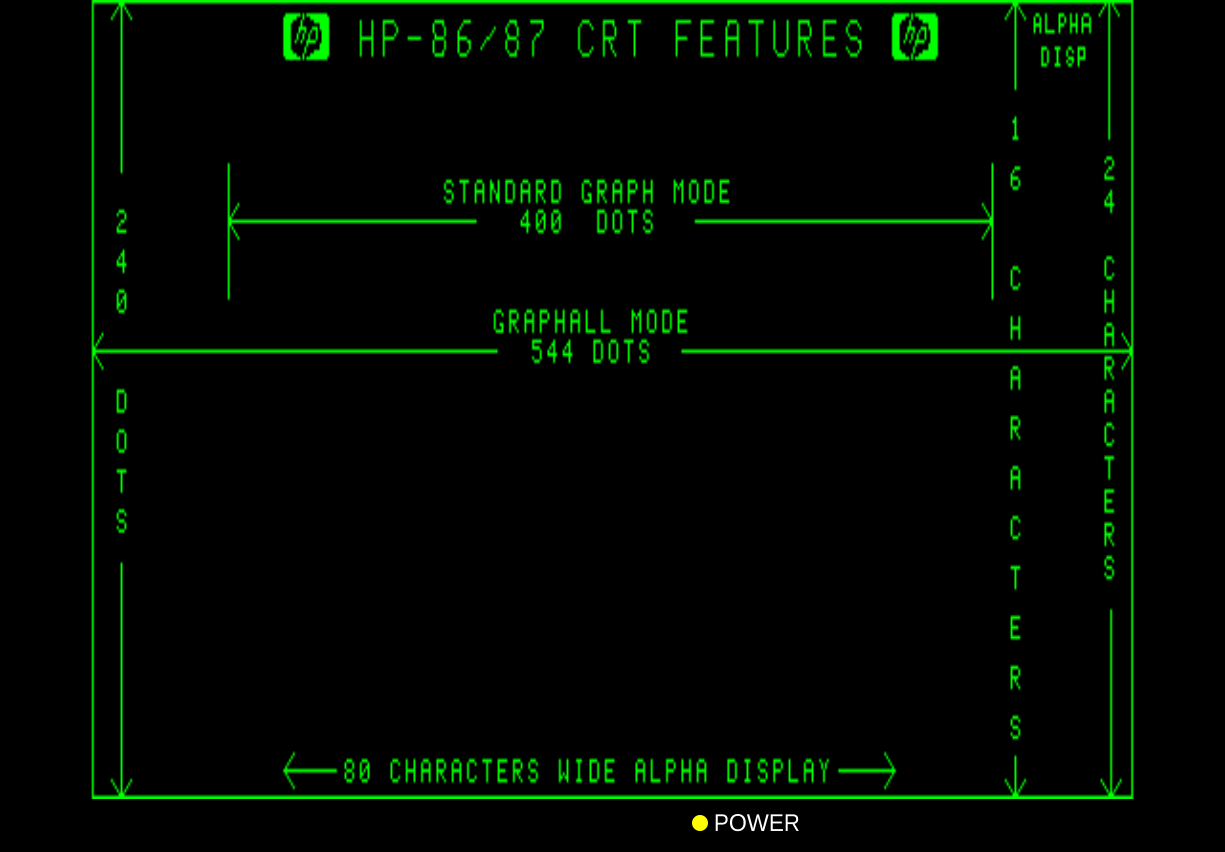 hp HP-86/87 CRT FEATURES hp
ALPHA
DISP
STANDARD GRAPH MODE
400 DOTS
GRAPHALL MODE
544 DOTS
240 DOTS
16 CHARACTERS
24 CHARACTERS
80 CHARACTERS WIDE ALPHA DISPLAY
POWER